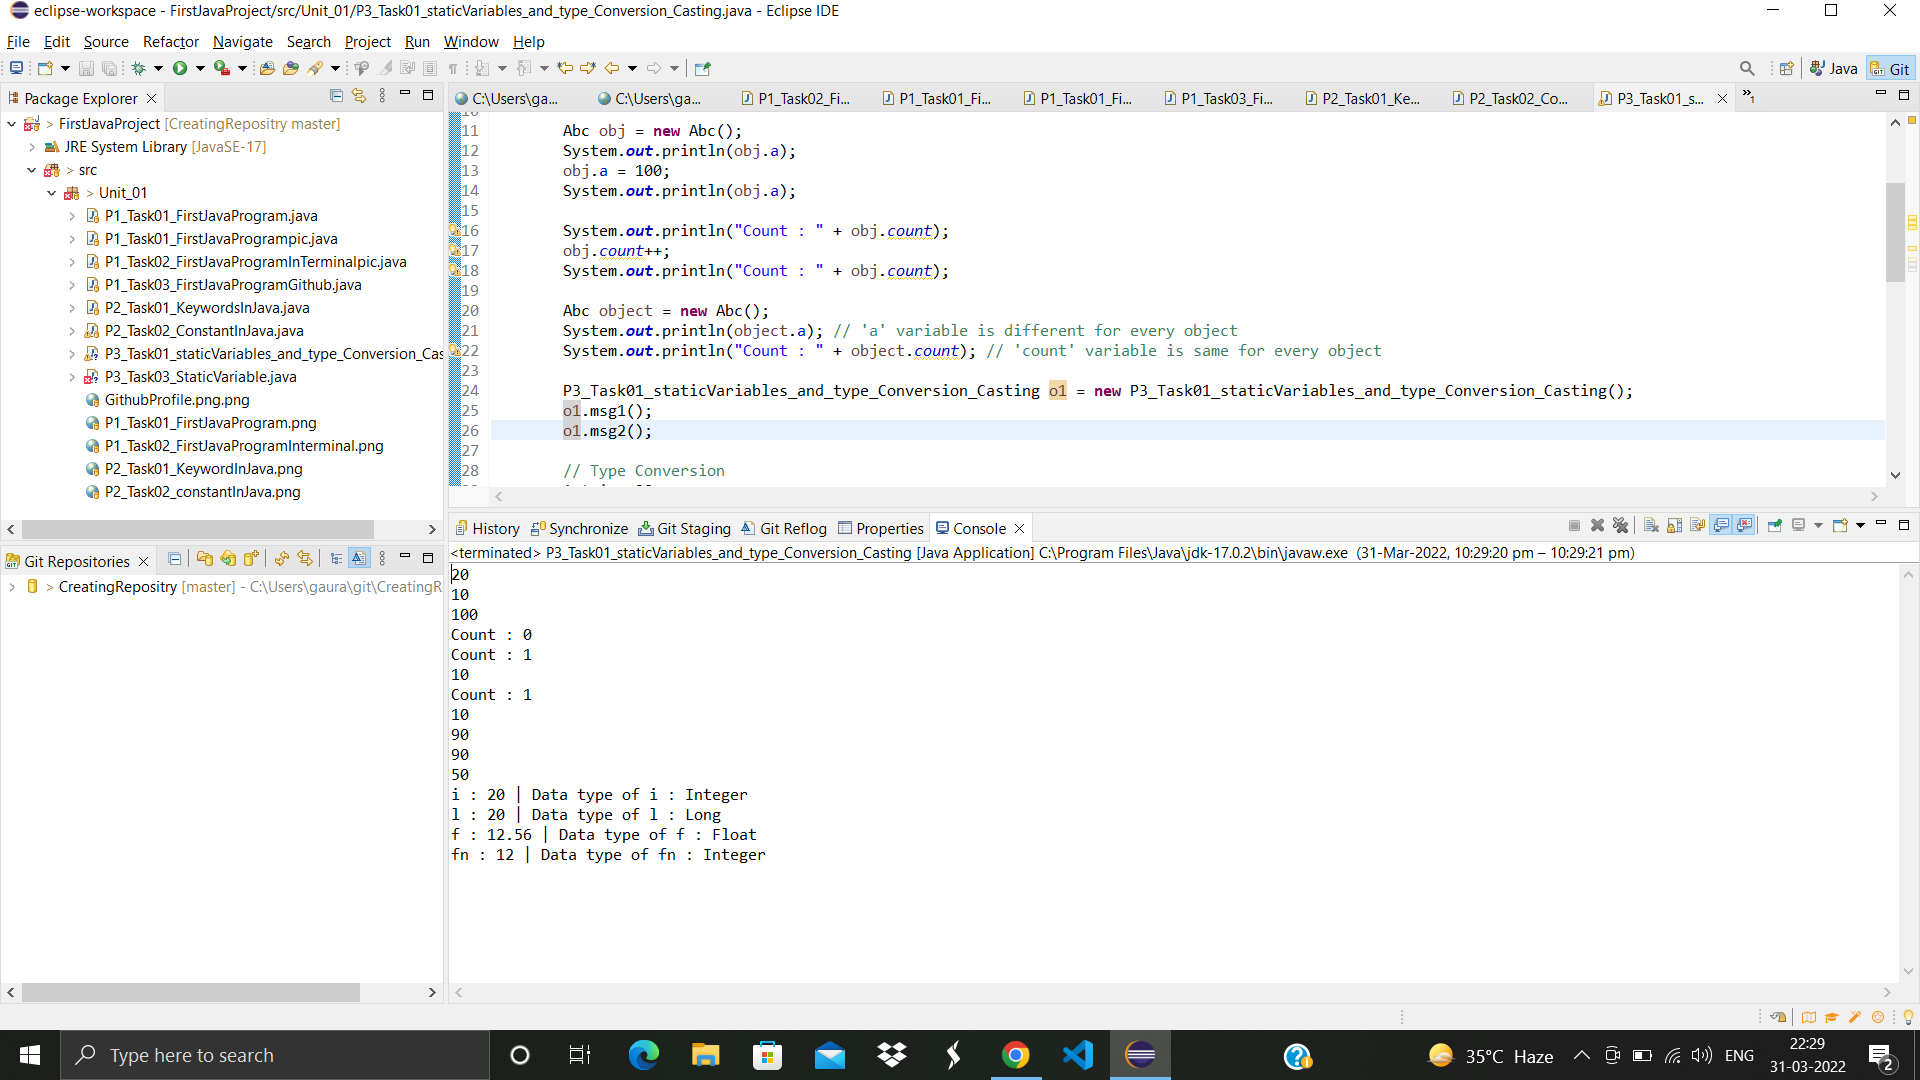 eclipse-workspace - FirstJavaProject/src/Unit_01/P3_Task01_staticVariables_and_type_Conversion_Casting.java - Eclipse IDE
File Edit Source Refactor Navigate Search Project Run Window Help
Java Git
Package Explorer
> FirstJavaProject [CreatingRepositry master]
JRE System Library [JavaSE-17]
> src
> Unit_01
P1_Task01_FirstJavaProgram.java
P1_Task01_FirstJavaProgrampic.java
P1_Task02_FirstJavaProgramInTerminalpic.java
P1_Task03_FirstJavaProgramGithub.java
P2_Task01_KeywordsInJava.java
P2_Task02_ConstantInJava.java
P3_Task01_staticVariables_and_type_Conversion_Cas
P3_Task03_StaticVariable.java
GithubProfile.png.png
P1_Task01_FirstJavaProgram.png
P1_Task02_FirstJavaProgramInterminal.png
P2_Task01_KeywordInJava.png
P2_Task02_constantInJava.png
Git Repositories
> CreatingRepositry [master] - C:\Users\gaura\git\CreatingR
C:\Users\ga... C:\Users\ga... P1_Task02_Fi... P1_Task01_Fi... P1_Task01_Fi... P1_Task03_Fi... P2_Task01_Ke... P2_Task02_Co... P3_Task01_s... »1
10
11 Abc obj = new Abc();
12 System.out.println(obj.a);
13 obj.a = 100;
14 System.out.println(obj.a);
15
16 System.out.println("Count : " + obj.count);
17 obj.count++;
18 System.out.println("Count : " + obj.count);
19
20 Abc object = new Abc();
21 System.out.println(object.a); // 'a' variable is different for every object
22 System.out.println("Count : " + object.count); // 'count' variable is same for every object
23
24 P3_Task01_staticVariables_and_type_Conversion_Casting o1 = new P3_Task01_staticVariables_and_type_Conversion_Casting();
25 o1.msg1();
26 o1.msg2();
27
28 // Type Conversion
History Synchronize Git Staging Git Reflog Properties Console
<terminated> P3_Task01_staticVariables_and_type_Conversion_Casting [Java Application] C:\Program Files\Java\jdk-17.0.2\bin\javaw.exe (31-Mar-2022, 10:29:20 pm – 10:29:21 pm)
20
10
100
Count : 0
Count : 1
10
Count : 1
10
90
90
50
i : 20 | Data type of i : Integer
l : 20 | Data type of l : Long
f : 12.56 | Data type of f : Float
fn : 12 | Data type of fn : Integer
Type here to search
35°C Haze
ENG
22:29
31-03-2022
2